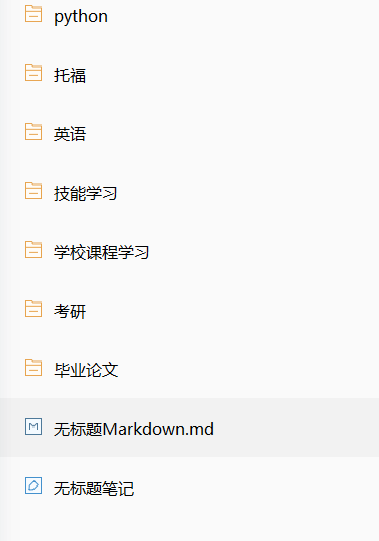 python
托福
英语
技能学习
学校课程学习
考研
毕业论文
无标题Markdown.md
无标题笔记